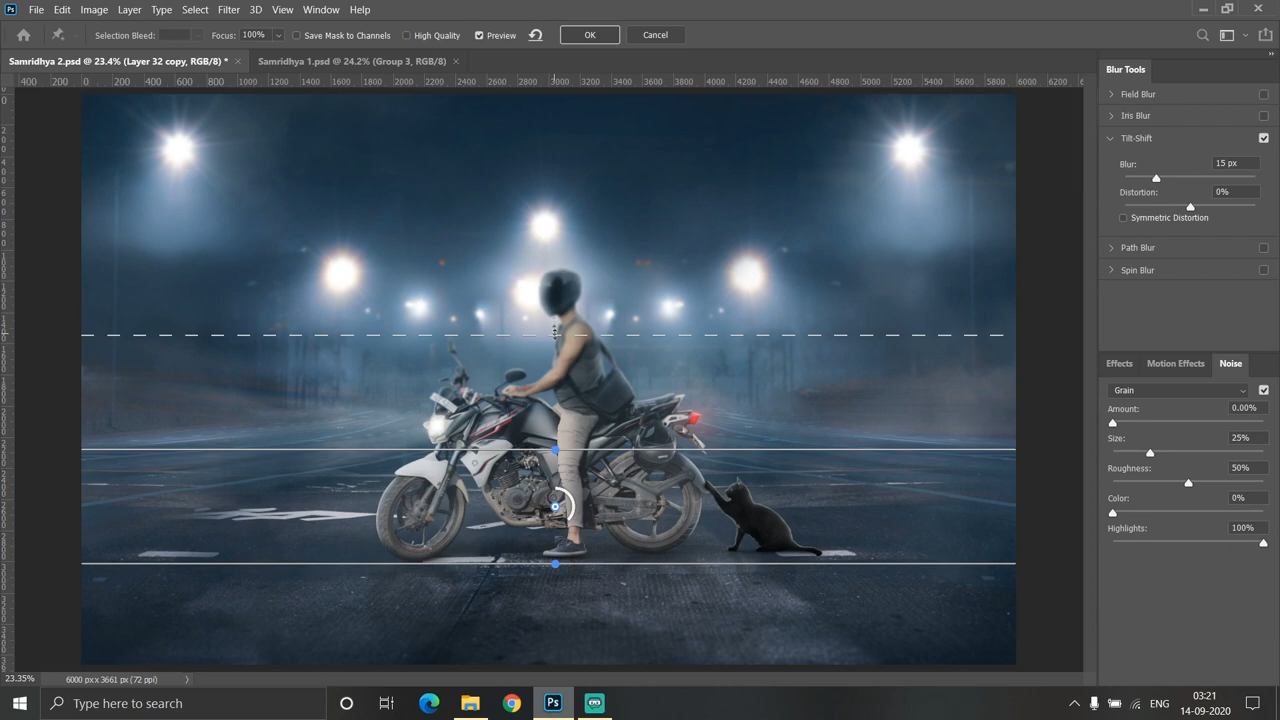 Ps File Edit Image Layer Type Select Filter 3D View Window Help
Selection Bleed: Focus: 100% Save Mask to Channels High Quality Preview OK Cancel
Samridhya 2.psd @ 23.4% (Layer 32 copy, RGB/8) * × Samridhya 1.psd @ 24.2% (Group 3, RGB/8) ×
400 200 0 200 400 600 800 1000 1200 1400 1600 1800 2000 2200 2400 2600 2800 3000 3200 3400 3600 3800 4000 4200 4400 4600 4800 5000 5200 5400 5600 5800 6000 6200
Blur Tools
Field Blur
Iris Blur
Tilt-Shift
Blur: 15 px
Distortion: 0%
Symmetric Distortion
Path Blur
Spin Blur
Effects Motion Effects Noise
Grain
Amount: 0.00%
Size: 25%
Roughness: 50%
Color: 0%
Highlights: 100%
23.35% 6000 px x 3661 px (72 ppi)
Type here to search
Ps
ENG
03:21
14-09-2020